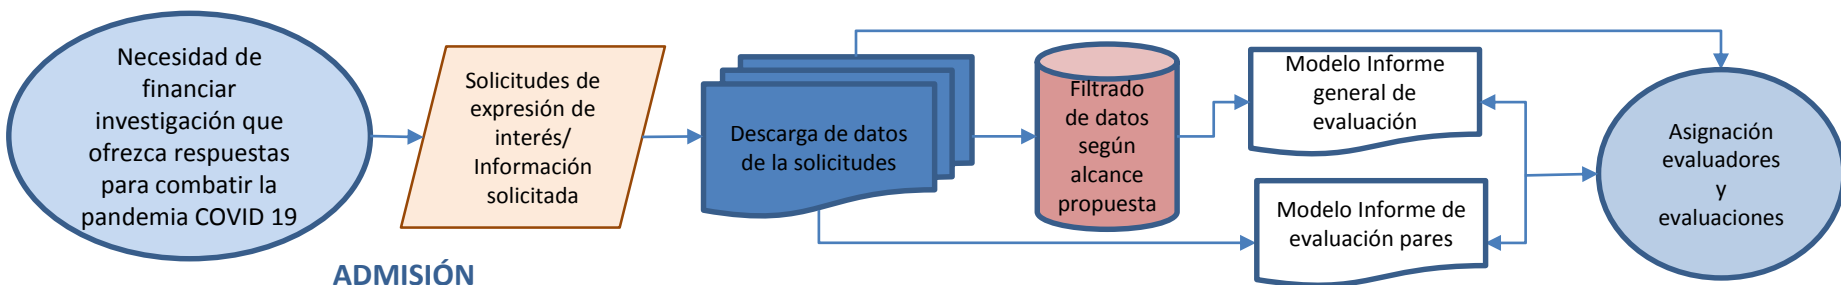 Necesidad de
financiar
investigación que
ofrezca respuestas
para combatir la
pandemia COVID 19
Solicitudes de
expresión de
interés/
Información
solicitada
Descarga de datos
de la solicitudes
Filtrado
de datos
según
alcance
propuesta
Modelo Informe
general de
evaluación
Modelo Informe de
evaluación pares
Asignación
evaluadores
y
evaluaciones
ADMISIÓN